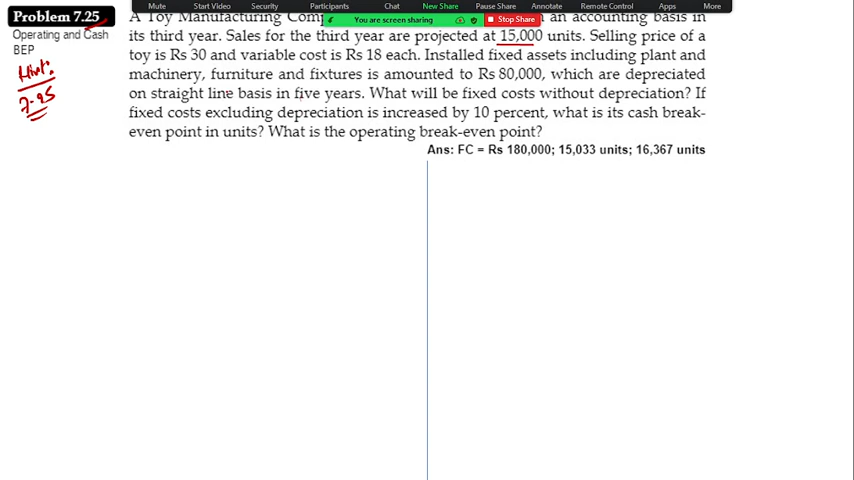 Mute Start Video Security Participants Chat New Share Pause Share Annotate Remote Control Apps More
You are screen sharing Stop Share
Problem 7.25
Operating and Cash
BEP
Hint:
7.25
A Toy Manufacturing Comp an accounting basis in
its third year. Sales for the third year are projected at 15,000 units. Selling price of a
toy is Rs 30 and variable cost is Rs 18 each. Installed fixed assets including plant and
machinery, furniture and fixtures is amounted to Rs 80,000, which are depreciated
on straight line basis in five years. What will be fixed costs without depreciation? If
fixed costs excluding depreciation is increased by 10 percent, what is its cash break-
even point in units? What is the operating break-even point?
Ans: FC = Rs 180,000; 15,033 units; 16,367 units